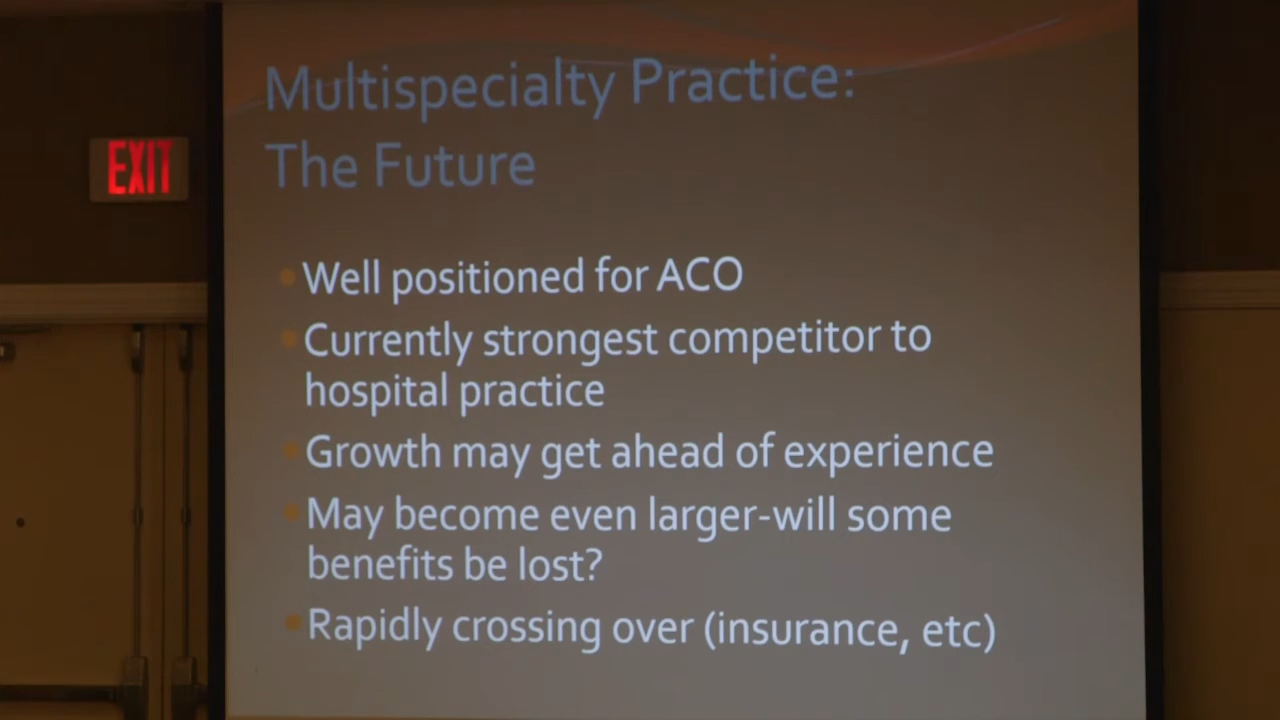 Multispecialty Practice:
The Future
EXIT
Well positioned for ACO
Currently strongest competitor to
hospital practice
Growth may get ahead of experience
May become even larger-will some
benefits be lost?
Rapidly crossing over (insurance, etc)